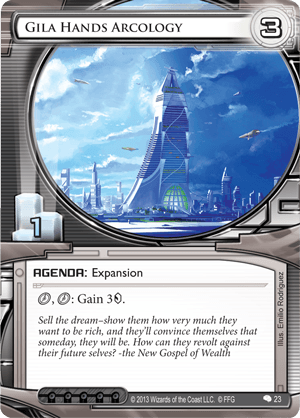 Gila Hands Arcology
3
1
AGENDA: Expansion
, : Gain 3.
Sell the dream–show them how very much they
want to be rich, and they'll convince themselves that
someday, they will be. How can they revolt against
their future selves? -the New Gospel of Wealth
Illus. Emilio Rodriguez
© 2013 Wizards of the Coast LLC. © FFG 23